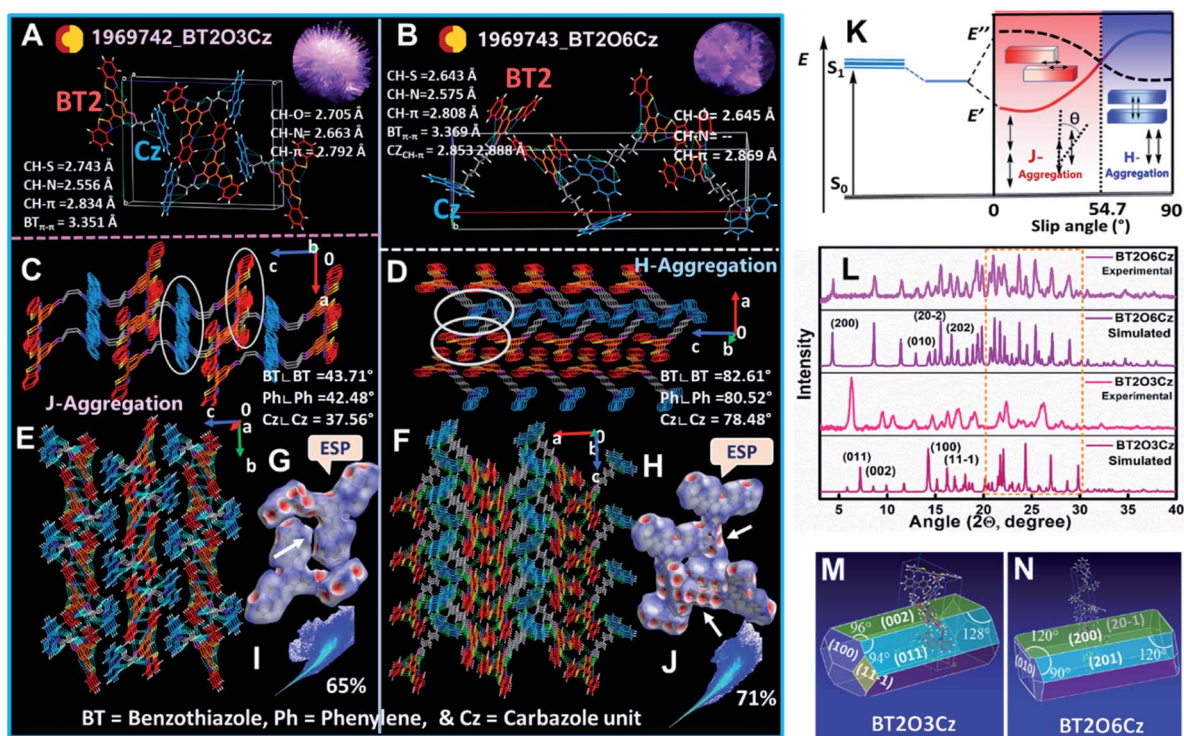 A
1969742_BT2O3Cz
BT2
Cz
CH-O= 2.705 Å
CH-N= 2.663 Å
CH-π = 2.792 Å
CH-S = 2.743 Å
CH-N= 2.556 Å
CH-π = 2.834 Å
BTπ-π = 3.351 Å
B
1969743_BT2O6Cz
CH-S =2.643 Å
CH-N=2.575 Å
CH-π =2.808 Å
BTπ-π = 3.369 Å
CZCH-π =2.853 2.888 Å
BT2
CH-O= 2.645 Å
CH-N= --
CH-π = 2.869 Å
Cz
b
C
c
b
0
a
BT∟BT =43.71°
Ph∟Ph = 42.48°
Cz∟Cz = 37.56°
J-Aggregation
D
H-Aggregation
a
0
c
b
BT∟BT =82.61°
Ph∟Ph = 80.52°
Cz∟Cz = 78.48°
E
c
0
a
b
G
ESP
I
65%
F
a
0
b
c
H
ESP
J
71%
BT = Benzothiazole, Ph = Phenylene, & Cz = Carbazole unit
K
E
S1
S0
E''
E'
θ
J-
Aggregation
H-
Aggregation
0
54.7
90
Slip angle (°)
L
BT2O6Cz
Experimental
BT2O6Cz
Simulated
(200)
(010)
(20-2)
(202)
BT2O3Cz
Experimental
BT2O3Cz
Simulated
(011)
(002)
(100)
(11-1)
Intensity
5 10 15 20 25 30 35 40
Angle (2Θ, degree)
M
96°
(002)
128°
(100)
94°
(011)
(11-1)
BT2O3Cz
N
120°
(200)
(20-1)
(010)
90°
(201)
120°
BT2O6Cz